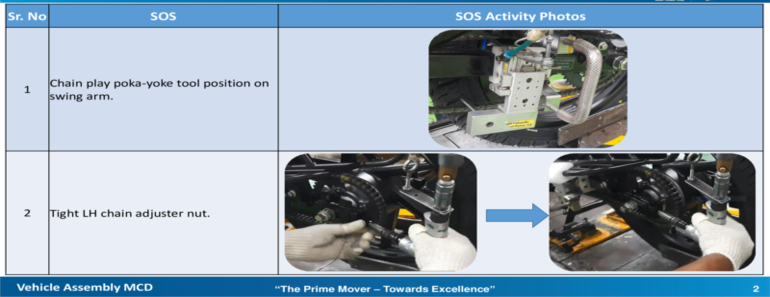 Sr. No SOS SOS Activity Photos
1 Chain play poka-yoke tool position on
swing arm.
2 Tight LH chain adjuster nut.
Vehicle Assembly MCD "The Prime Mover – Towards Excellence" 2